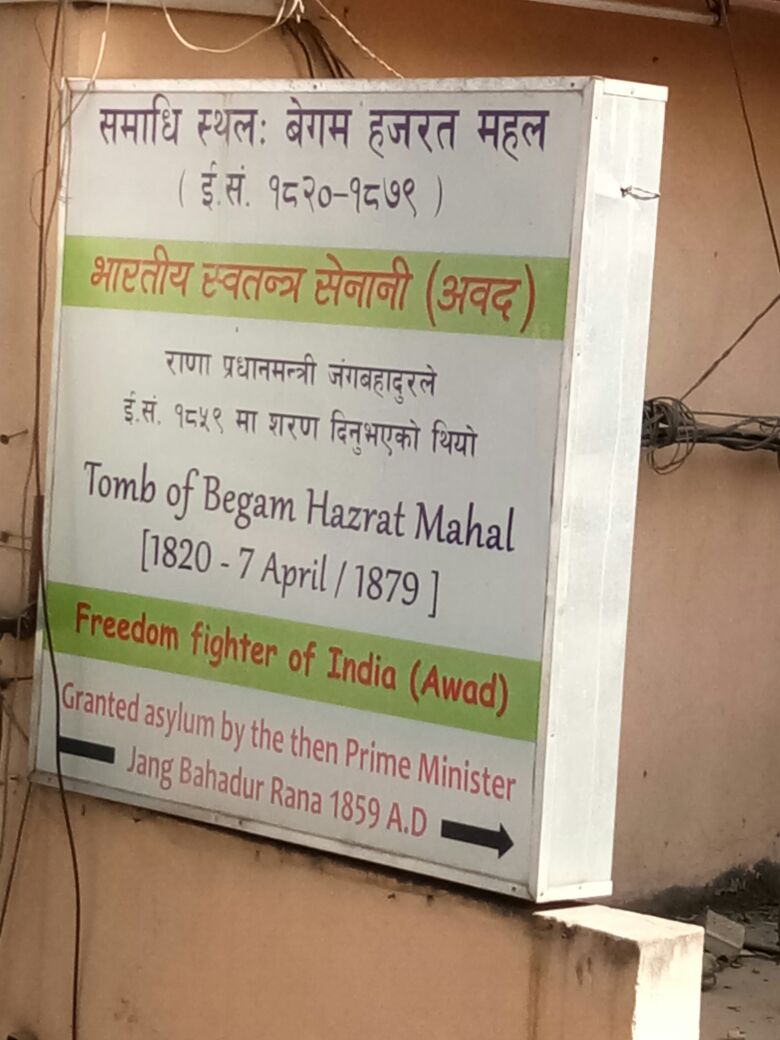 समाधि स्थल: बेगम हजरत महल
( ई.सं. १८२०-१८७९ )
भारतीय स्वतन्त्र सेनानी (अवद)
राणा प्रधानमन्त्री जंगबहादुरले
ई.सं. १८५९ मा शरण दिनुभएको थियो
Tomb of Begam Hazrat Mahal
[1820 - 7 April / 1879 ]
Freedom fighter of India (Awad)
Granted asylum by the then Prime Minister
Jang Bahadur Rana 1859 A.D